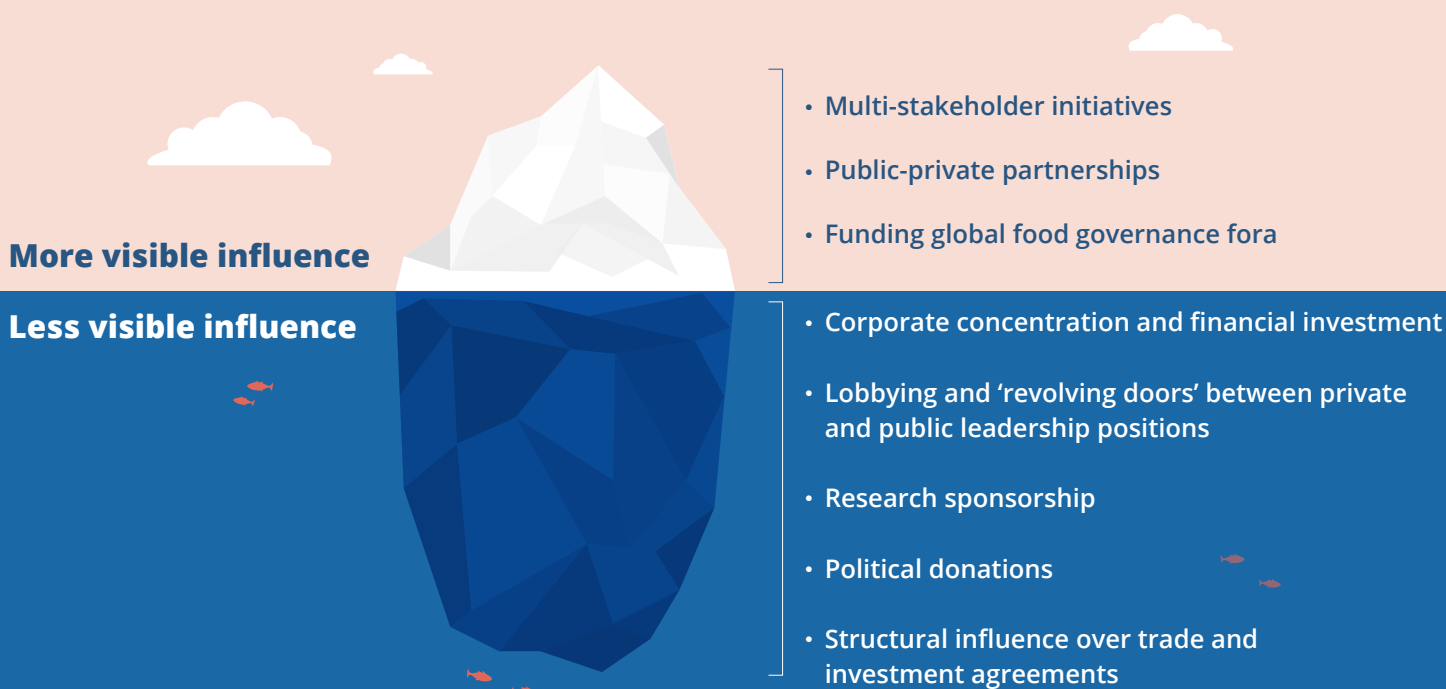 • Multi-stakeholder initiatives
• Public-private partnerships
• Funding global food governance fora
More visible influence
Less visible influence
• Corporate concentration and financial investment
• Lobbying and ‘revolving doors’ between private
and public leadership positions
• Research sponsorship
• Political donations
• Structural influence over trade and
investment agreements